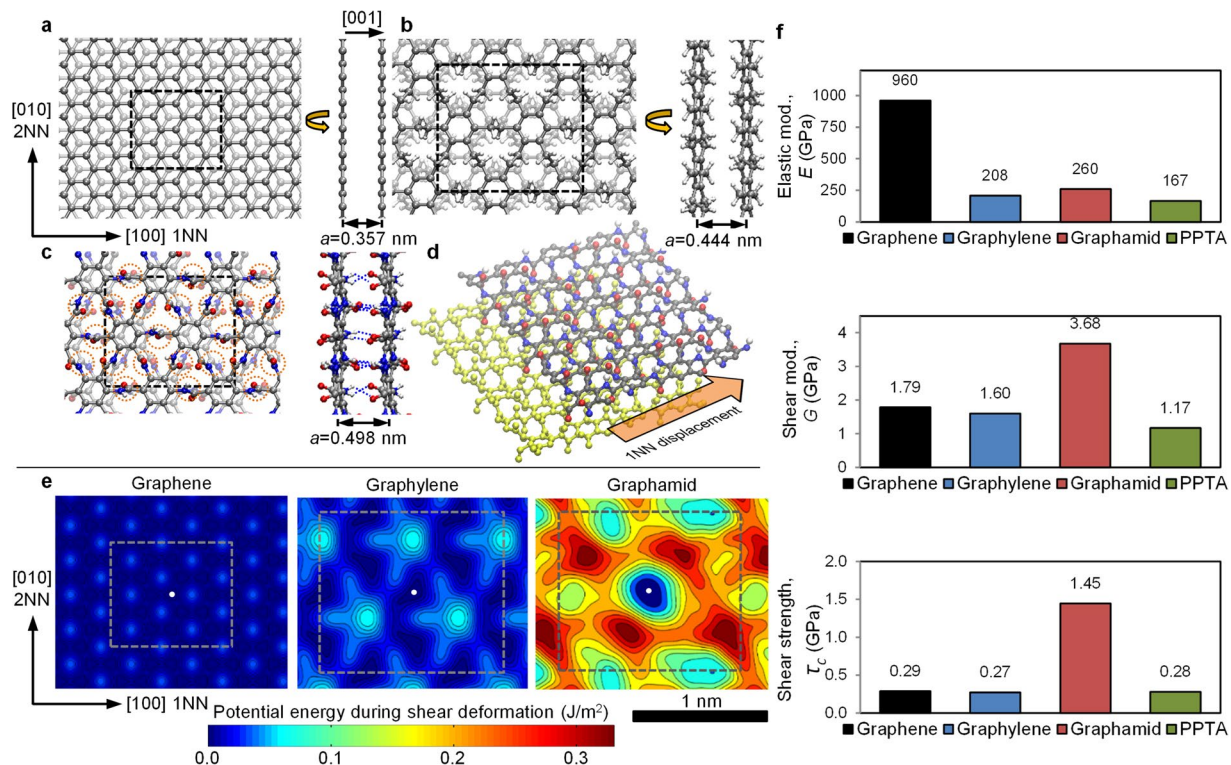 a
[001]
b
[010]
2NN
[100] 1NN
a=0.357 nm
a=0.444 nm
c
d
a=0.498 nm
1NN displacement
e
Graphene
Graphylene
Graphamid
[010]
2NN
[100] 1NN
1 nm
Potential energy during shear deformation (J/m²)
0.0 0.1 0.2 0.3
f
Elastic mod.,
E (GPa)
1000
750
500
250
0
960
208
260
167
Graphene Graphylene Graphamid PPTA
Shear mod.,
G (GPa)
4
3
2
1
0
1.79
1.60
3.68
1.17
Graphene Graphylene Graphamid PPTA
Shear strength,
τc (GPa)
2.0
1.5
1.0
0.5
0.0
0.29
0.27
1.45
0.28
Graphene Graphylene Graphamid PPTA